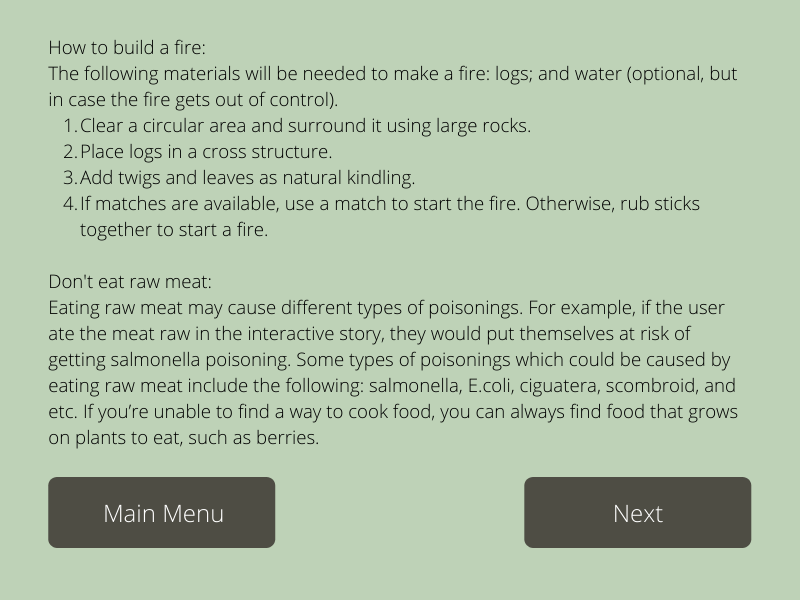 How to build a fire:
The following materials will be needed to make a fire: logs; and water (optional, but
in case the fire gets out of control).
1. Clear a circular area and surround it using large rocks.
2. Place logs in a cross structure.
3. Add twigs and leaves as natural kindling.
4. If matches are available, use a match to start the fire. Otherwise, rub sticks
together to start a fire.
Don't eat raw meat:
Eating raw meat may cause different types of poisonings. For example, if the user
ate the meat raw in the interactive story, they would put themselves at risk of
getting salmonella poisoning. Some types of poisonings which could be caused by
eating raw meat include the following: salmonella, E.coli, ciguatera, scombroid, and
etc. If you’re unable to find a way to cook food, you can always find food that grows
on plants to eat, such as berries.
Main Menu
Next